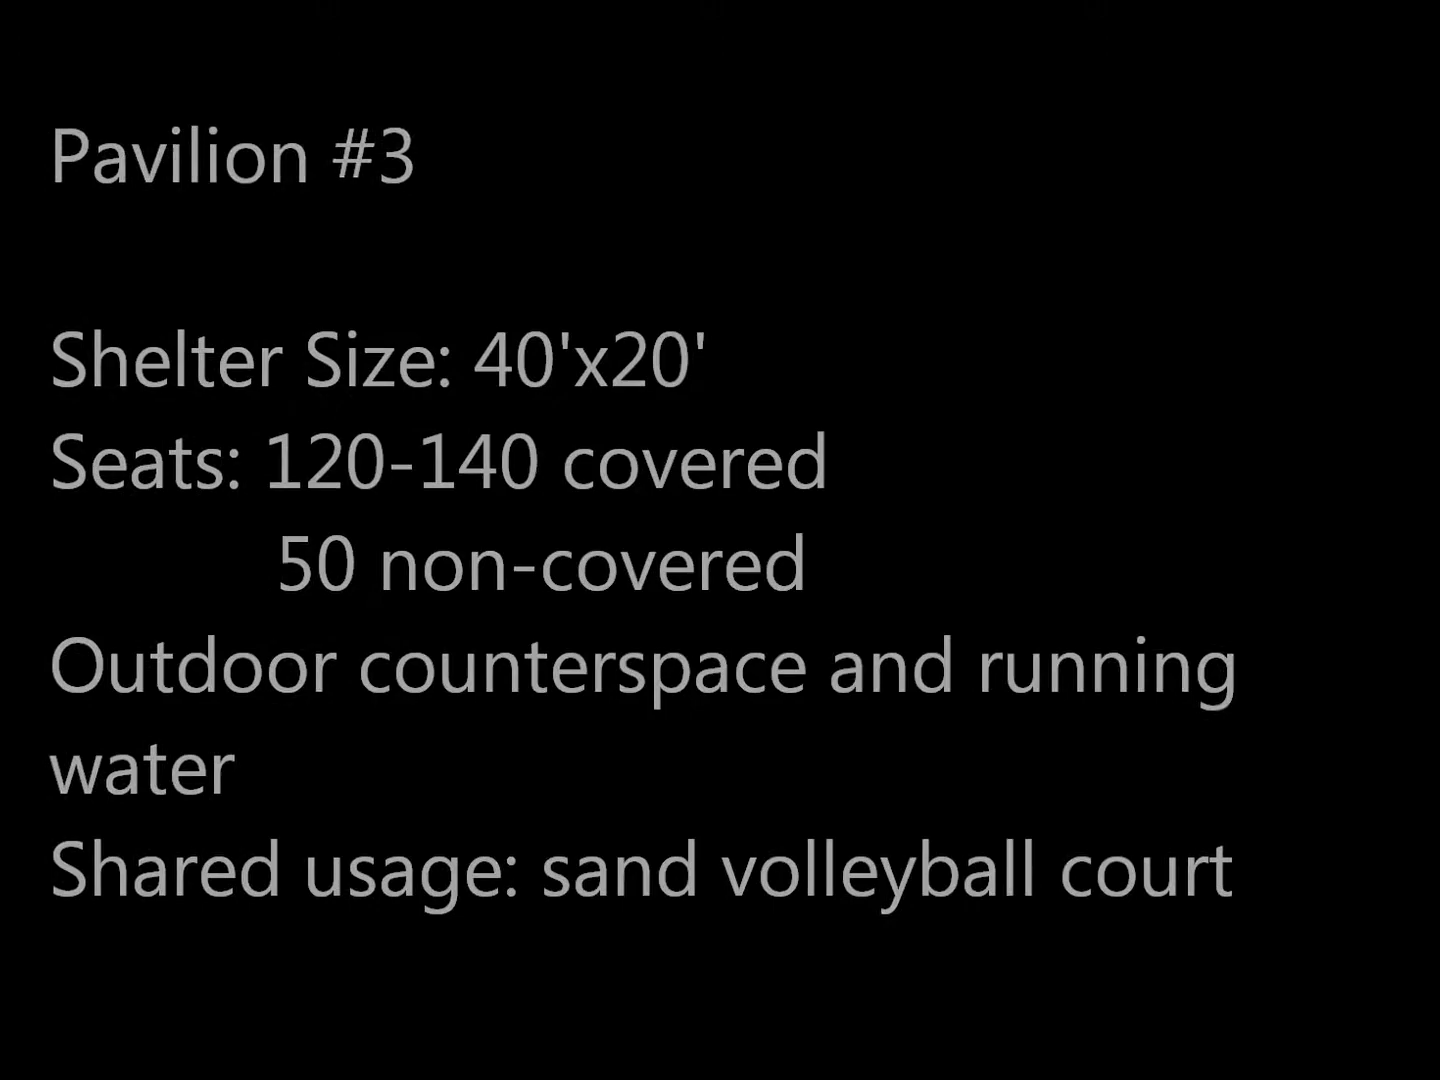 Pavilion #3
Shelter Size: 40'x20'
Seats: 120-140 covered
50 non-covered
Outdoor counterspace and running
water
Shared usage: sand volleyball court